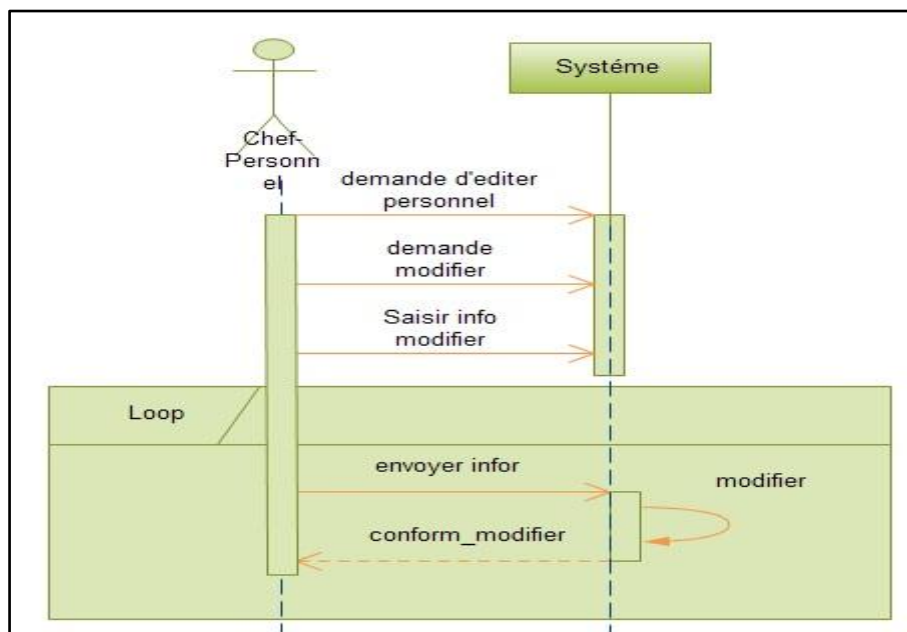 Systéme
Chef-
Personn
el
demande d'editer
personnel
demande
modifier
Saisir info
modifier
Loop
envoyer infor
modifier
conform_modifier